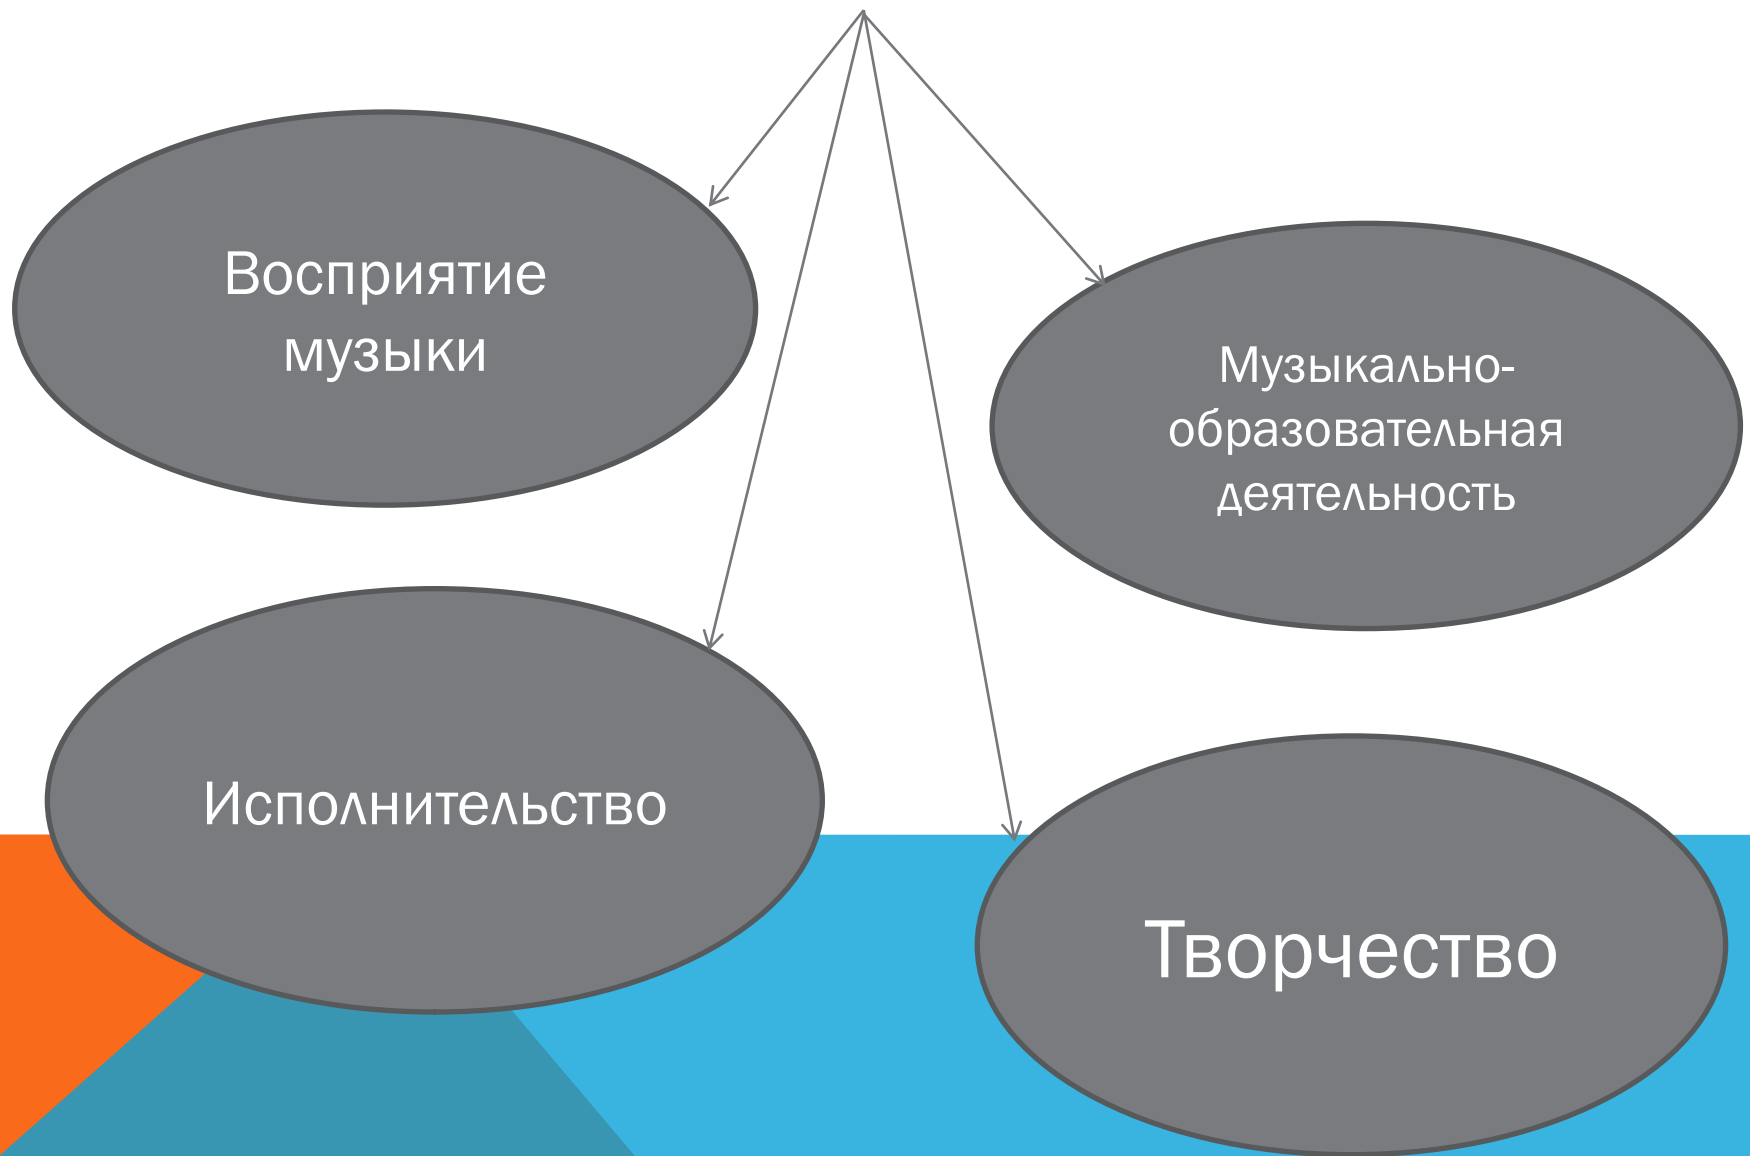 Восприятие
музыки
Музыкально-
образовательная
деятельность
Исполнительство
Творчество